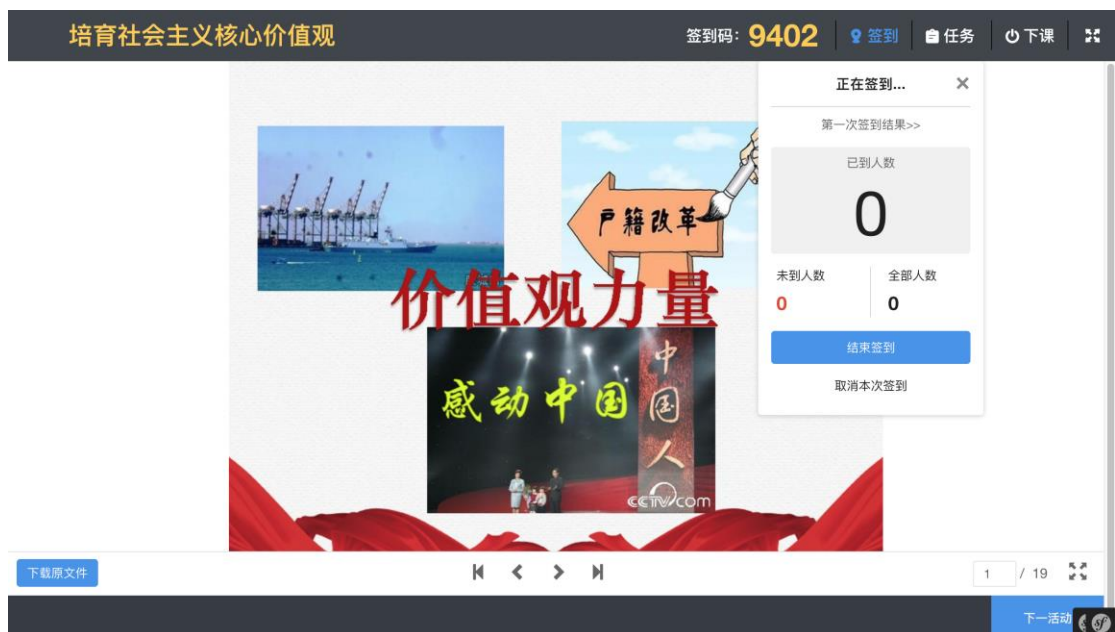 培育社会主义核心价值观
签到码: 9402
签到
任务
下课
正在签到...
第一次签到结果>>
已到人数
0
未到人数
全部人数
0
0
结束签到
取消本次签到
户籍改革
价值观力量
感动中国
中国人
CCTV.com
下载原文件
1 / 19
下一活动
sf